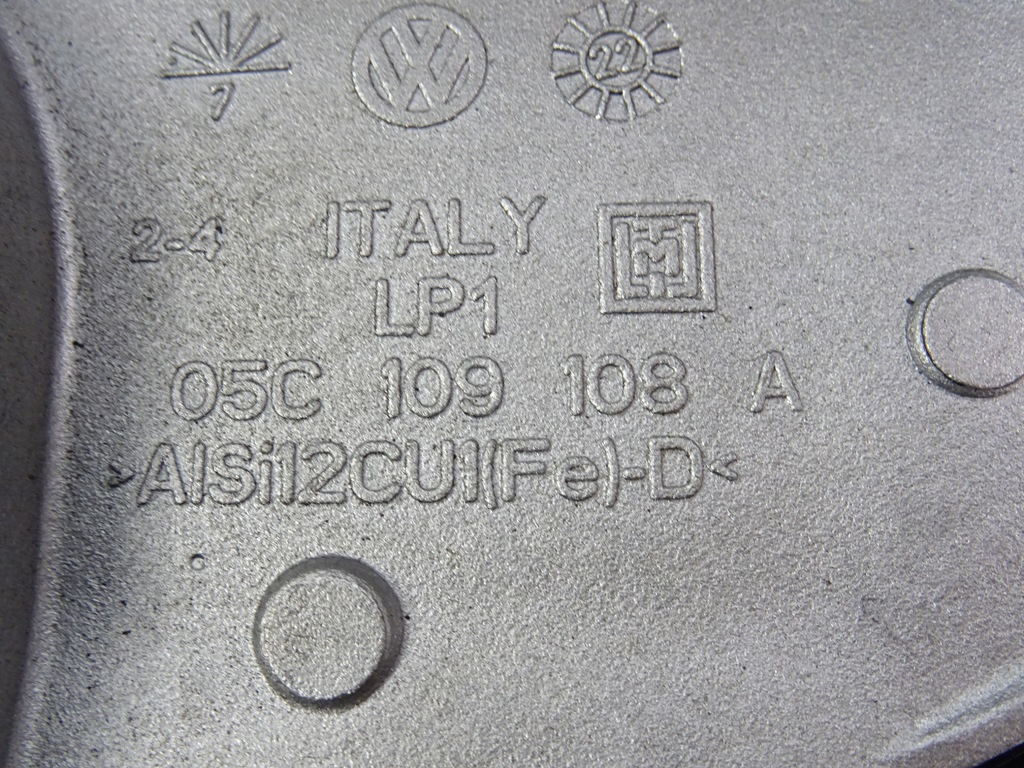 7
22
2-4 ITALY
LP1
05C 109 108 A
>AlSi12CU1(Fe)-D<